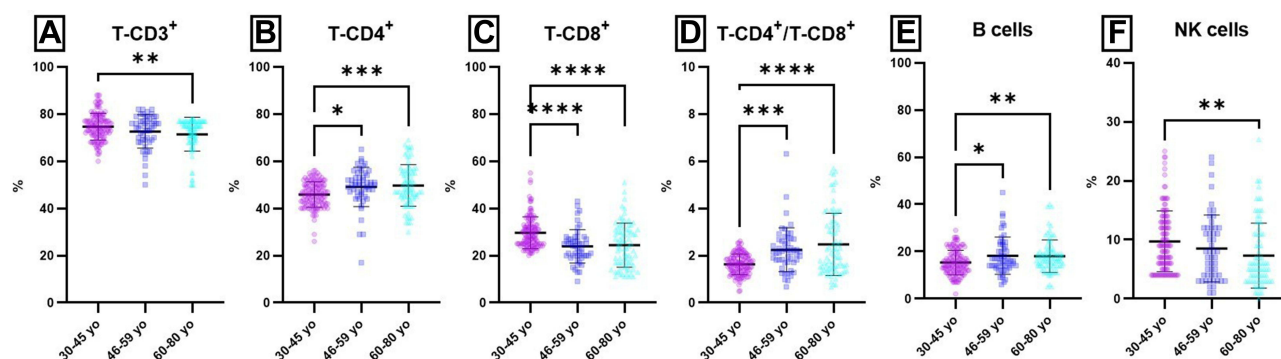 A
T-CD3+
**
100
80
60
40
20
0
%
30-45 yo
46-59 yo
60-80 yo
B
T-CD4+
***
*
100
80
60
40
20
0
%
30-45 yo
46-59 yo
60-80 yo
C
T-CD8+
****
****
100
80
60
40
20
0
%
30-45 yo
46-59 yo
60-80 yo
D
T-CD4+/T-CD8+
****
***
10
8
6
4
2
0
%
30-45 yo
46-59 yo
60-80 yo
E
B cells
**
*
100
80
60
40
20
0
%
30-45 yo
46-59 yo
60-80 yo
F
NK cells
**
40
30
20
10
0
%
30-45 yo
46-59 yo
60-80 yo